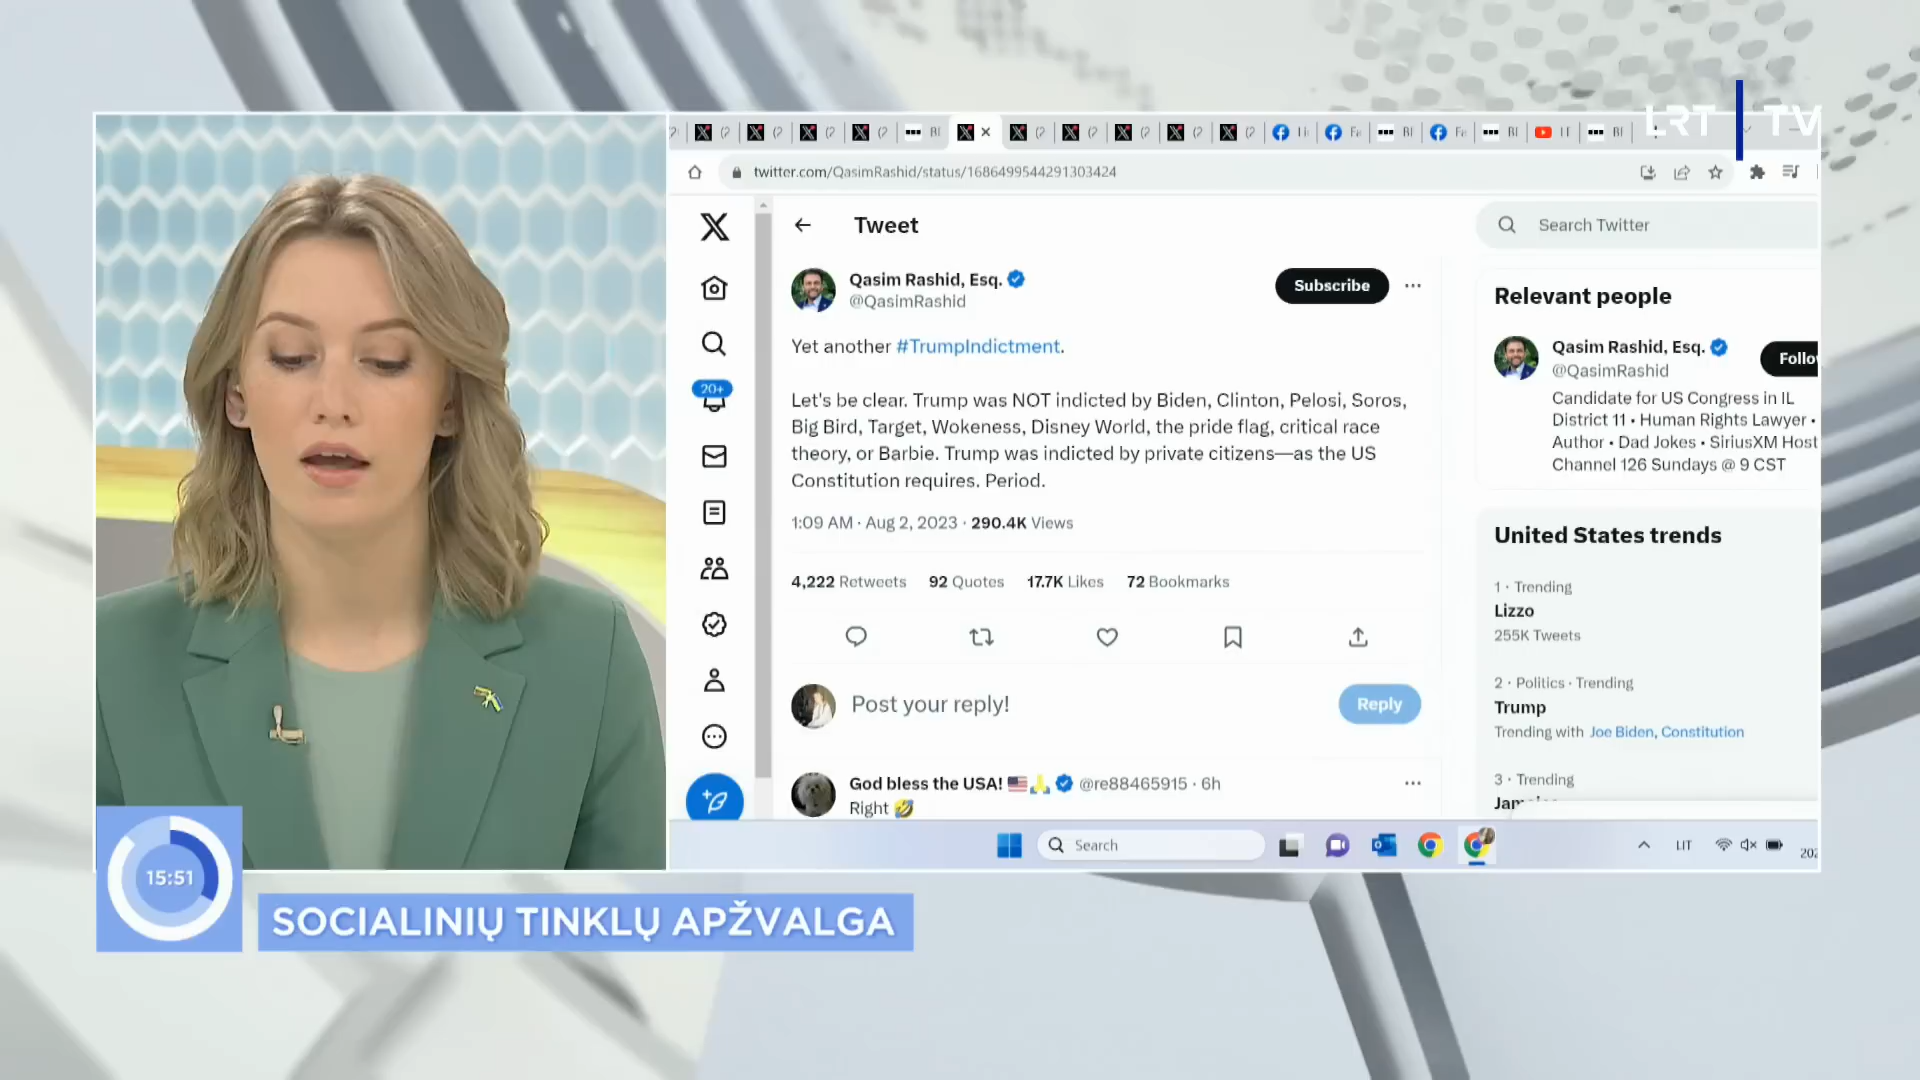 LRT TV
twitter.com/QasimRashid/status/1686499544291303424
Tweet
Search Twitter
Qasim Rashid, Esq.
@QasimRashid
Subscribe
Yet another #TrumpIndictment.
Let's be clear. Trump was NOT indicted by Biden, Clinton, Pelosi, Soros,
Big Bird, Target, Wokeness, Disney World, the pride flag, critical race
theory, or Barbie. Trump was indicted by private citizens—as the US
Constitution requires. Period.
1:09 AM · Aug 2, 2023 · 290.4K Views
4,222 Retweets 92 Quotes 17.7K Likes 72 Bookmarks
20+
Post your reply!
Reply
God bless the USA! @re88465915 · 6h
Right
Relevant people
Qasim Rashid, Esq.
@QasimRashid
Candidate for US Congress in IL
District 11 • Human Rights Lawyer •
Author • Dad Jokes • SiriusXM Host
Channel 126 Sundays @ 9 CST
United States trends
1 · Trending
Lizzo
255K Tweets
2 · Politics · Trending
Trump
Trending with Joe Biden, Constitution
3 · Trending
Search
LIT
15:51
SOCIALINIŲ TINKLŲ APŽVALGA